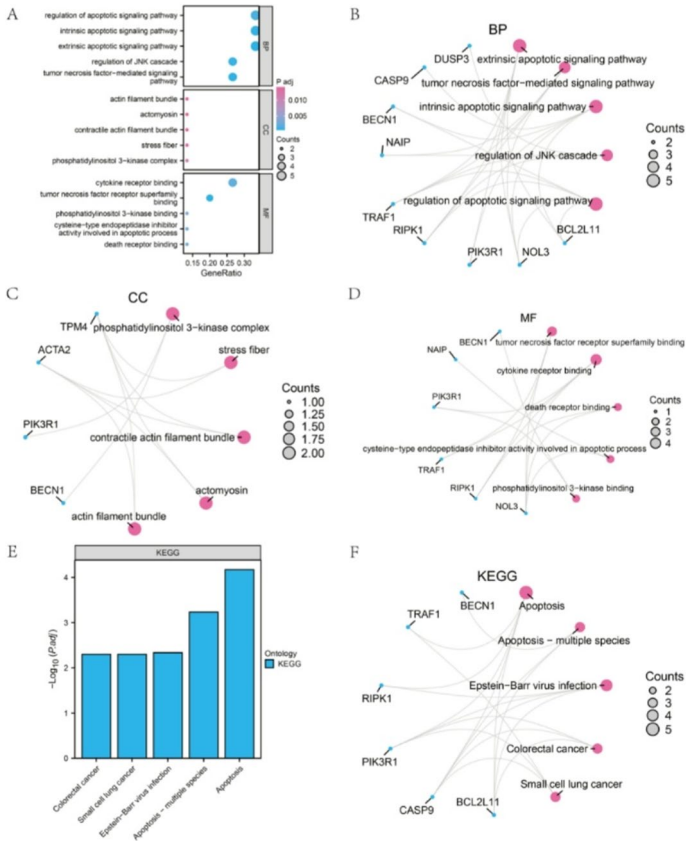 A
regulation of apoptotic signaling pathway
intrinsic apoptotic signaling pathway
extrinsic apoptotic signaling pathway
regulation of JNK cascade
tumor necrosis factor-mediated signaling
pathway
BP
actin filament bundle
actomyosin
contractile actin filament bundle
stress fiber
phosphatidylinositol 3-kinase complex
CC
cytokine receptor binding
tumor necrosis factor receptor superfamily
binding
phosphatidylinositol 3-kinase binding
cysteine-type endopeptidase inhibitor
activity involved in apoptotic process
death receptor binding
MF
0.15 0.20 0.25 0.30
GeneRatio
P adj
0.010
0.005
Counts
2
3
4
5
B
BP
DUSP3
extrinsic apoptotic signaling pathway
CASP9
tumor necrosis factor-mediated signaling pathway
BECN1
intrinsic apoptotic signaling pathway
NAIP
regulation of JNK cascade
TRAF1
regulation of apoptotic signaling pathway
RIPK1
BCL2L11
PIK3R1
NOL3
Counts
2
3
4
5
C
CC
TPM4
phosphatidylinositol 3-kinase complex
ACTA2
stress fiber
PIK3R1
contractile actin filament bundle
BECN1
actomyosin
actin filament bundle
Counts
1.00
1.25
1.50
1.75
2.00
D
MF
BECN1
tumor necrosis factor receptor superfamily binding
NAIP
cytokine receptor binding
PIK3R1
death receptor binding
cysteine-type endopeptidase inhibitor activity involved in apoptotic process
TRAF1
RIPK1
phosphatidylinositol 3-kinase binding
NOL3
Counts
1
2
3
4
E
KEGG
−Log10 (P.adj)
4
3
2
1
0
Colorectal cancer
Small cell lung cancer
Epstein−Barr virus infection
Apoptosis − multiple species
Apoptosis
Ontology
KEGG
F
KEGG
BECN1
Apoptosis
TRAF1
Apoptosis − multiple species
RIPK1
Epstein−Barr virus infection
PIK3R1
Colorectal cancer
CASP9
BCL2L11
Small cell lung cancer
Counts
2
3
4
5